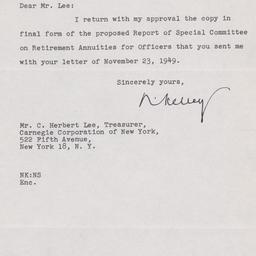 Dear Mr. Lee:
I return with my approval the copy in
final form of the proposed Report of Special Committee
on Retirement Annuities for Officers that you sent me
with your letter of November 23, 1949.
Sincerely yours,
N. Kelley
Mr. C. Herbert Lee, Treasurer,
Carnegie Corporation of New York,
522 Fifth Avenue,
New York 18, N. Y.
NK:NS
Enc.